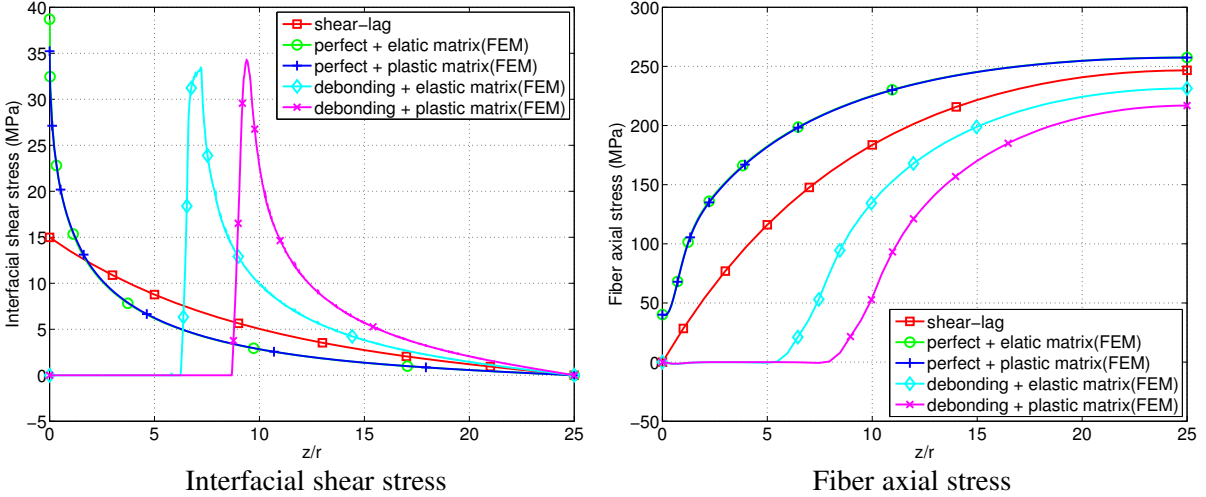 40
35
30
25
20
15
10
5
0
−5
0
5
10
15
20
25
z/r
Interfacial shear stress (MPa)
shear−lag
perfect + elatic matrix(FEM)
perfect + plastic matrix(FEM)
debonding + elastic matrix(FEM)
debonding + plastic matrix(FEM)
Interfacial shear stress
300
250
200
150
100
50
0
−50
0
5
10
15
20
25
z/r
Fiber axial stress (MPa)
shear−lag
perfect + elatic matrix(FEM)
perfect + plastic matrix(FEM)
debonding + elastic matrix(FEM)
debonding + plastic matrix(FEM)
Fiber axial stress